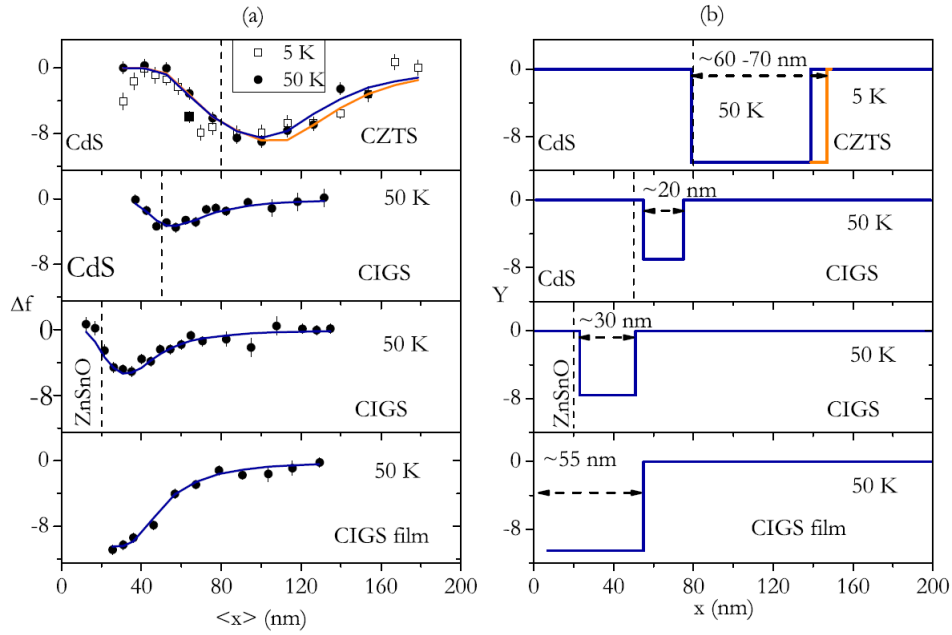 (a)
5 K
50 K
0
-8
CdS
CZTS
50 K
0
-8
CdS
CIGS
Δf
50 K
0
-8
ZnSnO
CIGS
50 K
0
-8
CIGS film
0 40 80 120 160 200
<x> (nm)
(b)
~60 -70 nm
0
50 K
5 K
-8
CdS
CZTS
~20 nm
0
50 K
-8
CdS
CIGS
Y
~30 nm
0
50 K
-8
ZnSnO
CIGS
~55 nm
0
50 K
-8
CIGS film
0 40 80 120 160 200
x (nm)